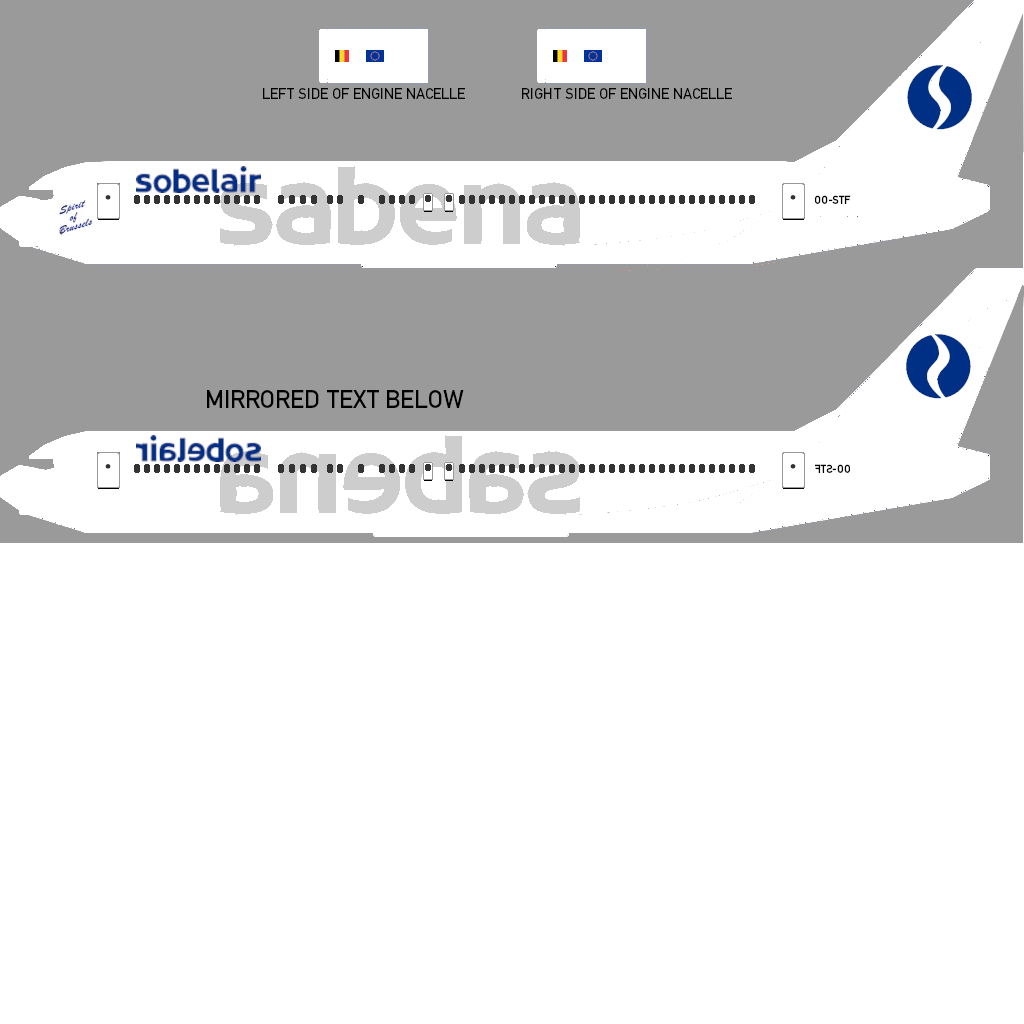 LEFT SIDE OF ENGINE NACELLE
RIGHT SIDE OF ENGINE NACELLE
sobelair
sabena
Spirit
of
Brussels
OO-STF
MIRRORED TEXT BELOW
sobelair
sabena
OO-STF